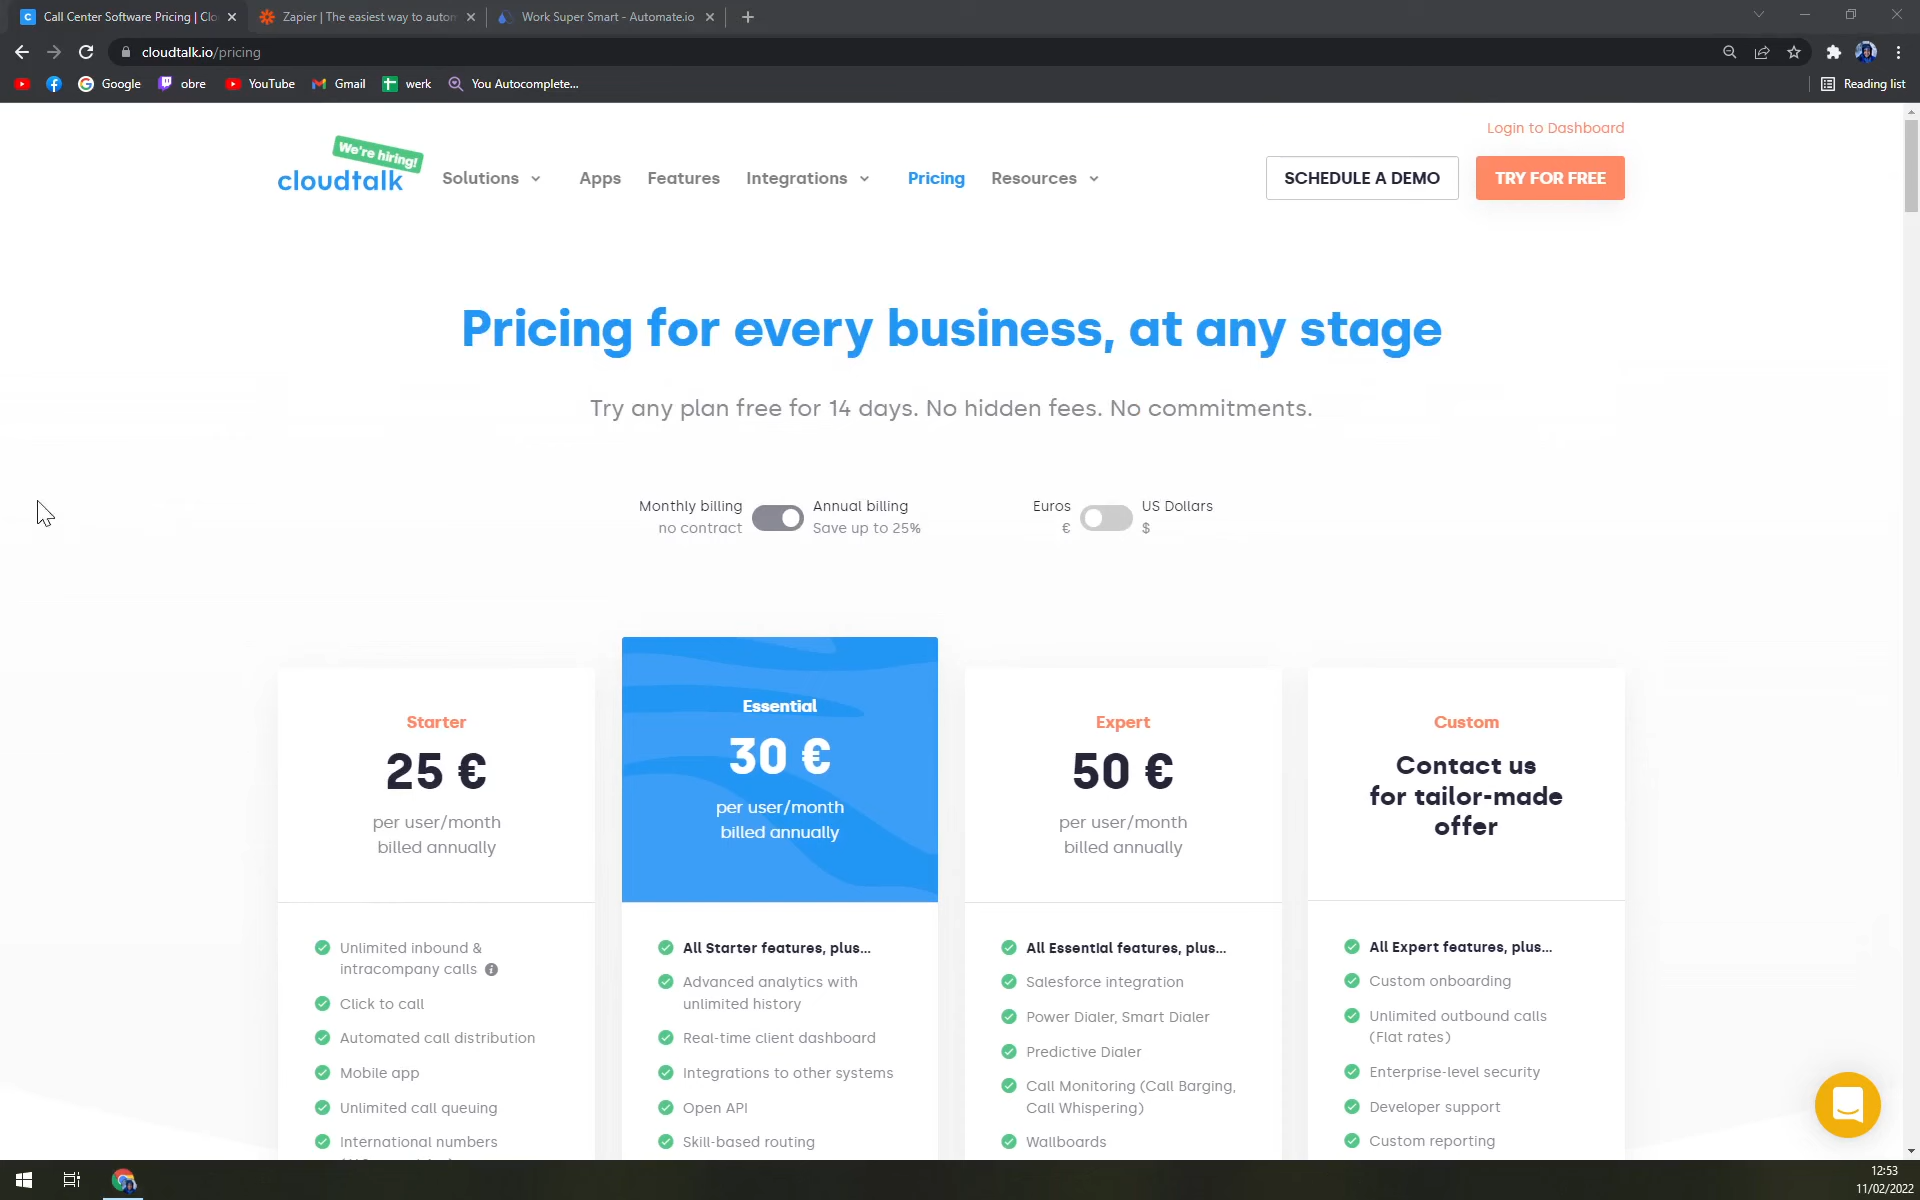 Call Center Software Pricing | Clo
Zapier | The easiest way to autom
Work Super Smart - Automate.io
cloudtalk.io/pricing
Google
obre
YouTube
Gmail
werk
You Autocomplete...
Reading list
Login to Dashboard
We're hiring!
cloudtalk
Solutions
Apps
Features
Integrations
Pricing
Resources
SCHEDULE A DEMO
TRY FOR FREE
Pricing for every business, at any stage
Try any plan free for 14 days. No hidden fees. No commitments.
Monthly billing
no contract
Annual billing
Save up to 25%
Euros
€
US Dollars
$
Starter
25 €
per user/month
billed annually
Unlimited inbound &
intracompany calls
Click to call
Automated call distribution
Mobile app
Unlimited call queuing
International numbers
Essential
30 €
per user/month
billed annually
All Starter features, plus...
Advanced analytics with
unlimited history
Real-time client dashboard
Integrations to other systems
Open API
Skill-based routing
Expert
50 €
per user/month
billed annually
All Essential features, plus...
Salesforce integration
Power Dialer, Smart Dialer
Predictive Dialer
Call Monitoring (Call Barging,
Call Whispering)
Wallboards
Custom
Contact us
for tailor-made
offer
All Expert features, plus...
Custom onboarding
Unlimited outbound calls
(Flat rates)
Enterprise-level security
Developer support
Custom reporting
12:53
11/02/2022